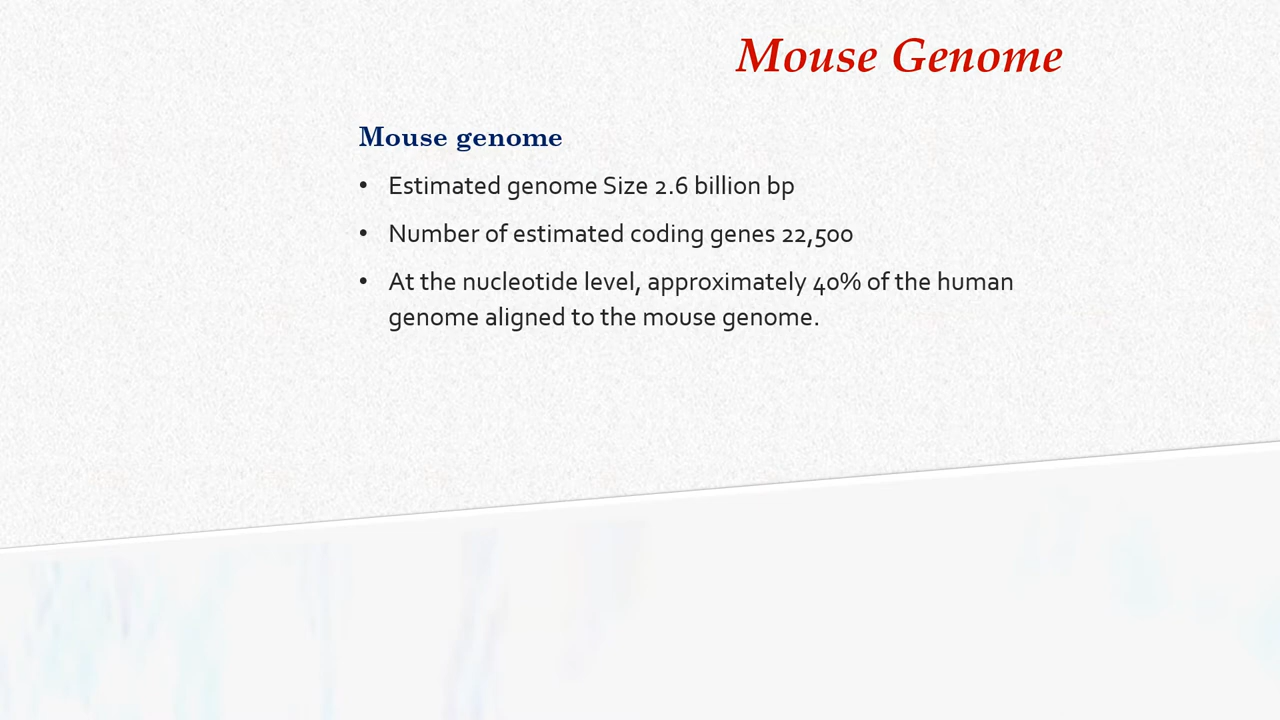 Mouse Genome
Mouse genome
• Estimated genome Size 2.6 billion bp
• Number of estimated coding genes 22,500
• At the nucleotide level, approximately 40% of the human
genome aligned to the mouse genome.